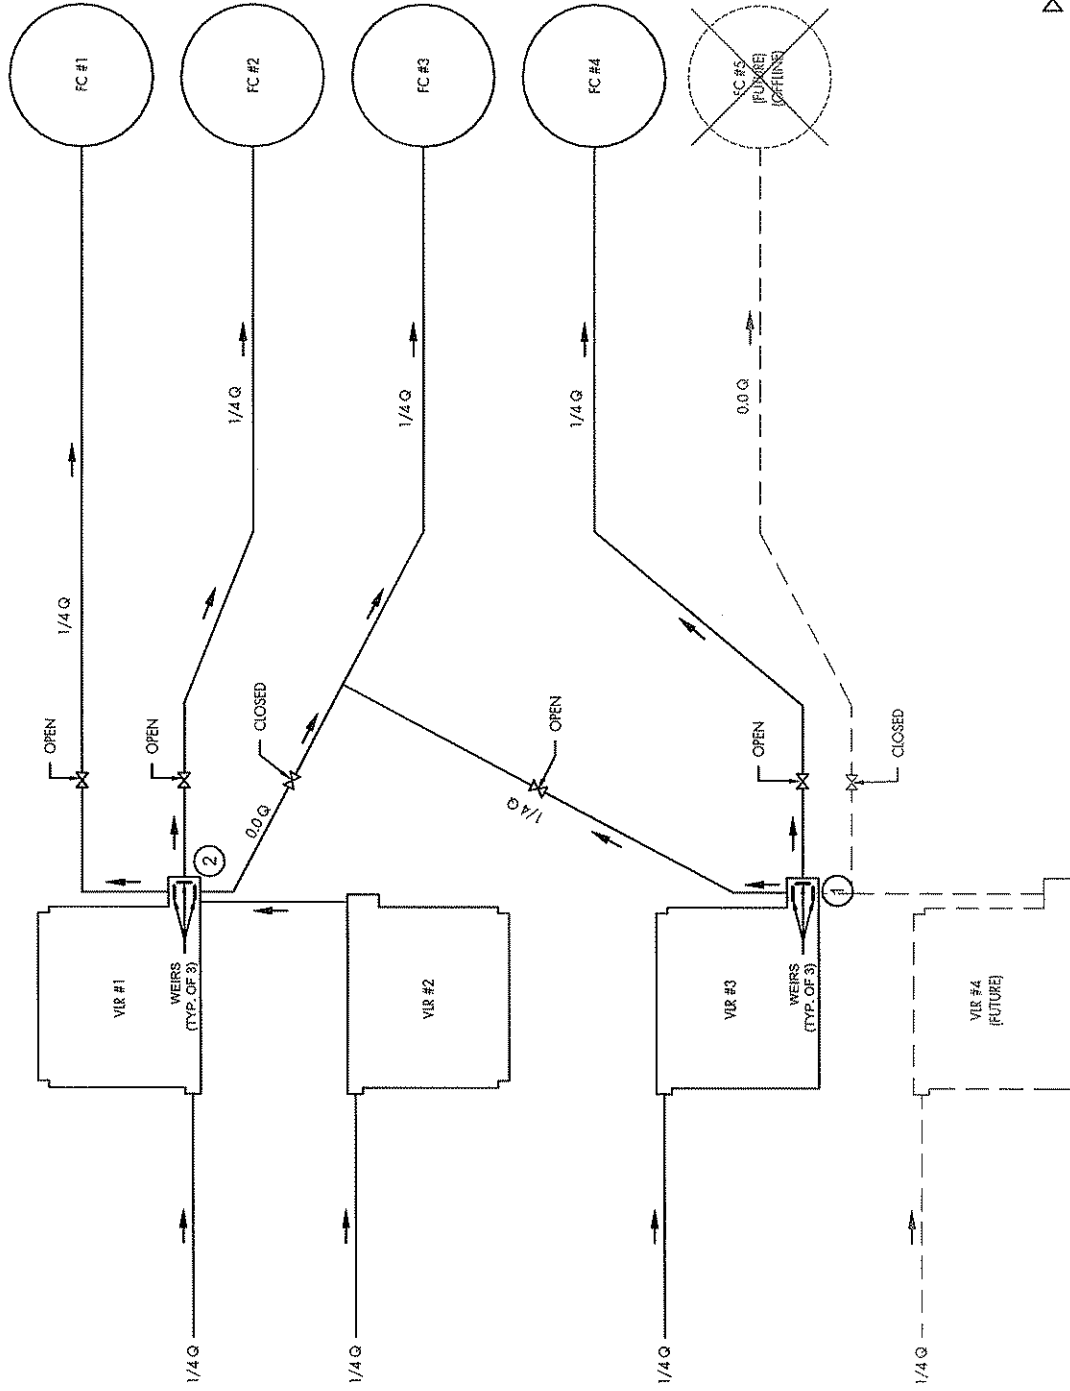 FC #1
FC #2
FC #3
FC #4
FC #5
(FUTURE)
(OFFLINE)
1/4 Q
1/4 Q
1/4 Q
1/4 Q
0.0 Q
OPEN
OPEN
CLOSED
0.0 Q
OPEN
1/4 Q
OPEN
CLOSED
2
1
VLR #1
WEIRS
(TYP. OF 3)
VLR #2
VLR #3
WEIRS
(TYP. OF 3)
VLR #4
(FUTURE)
1/4 Q
1/4 Q
1/4 Q
1/4 Q